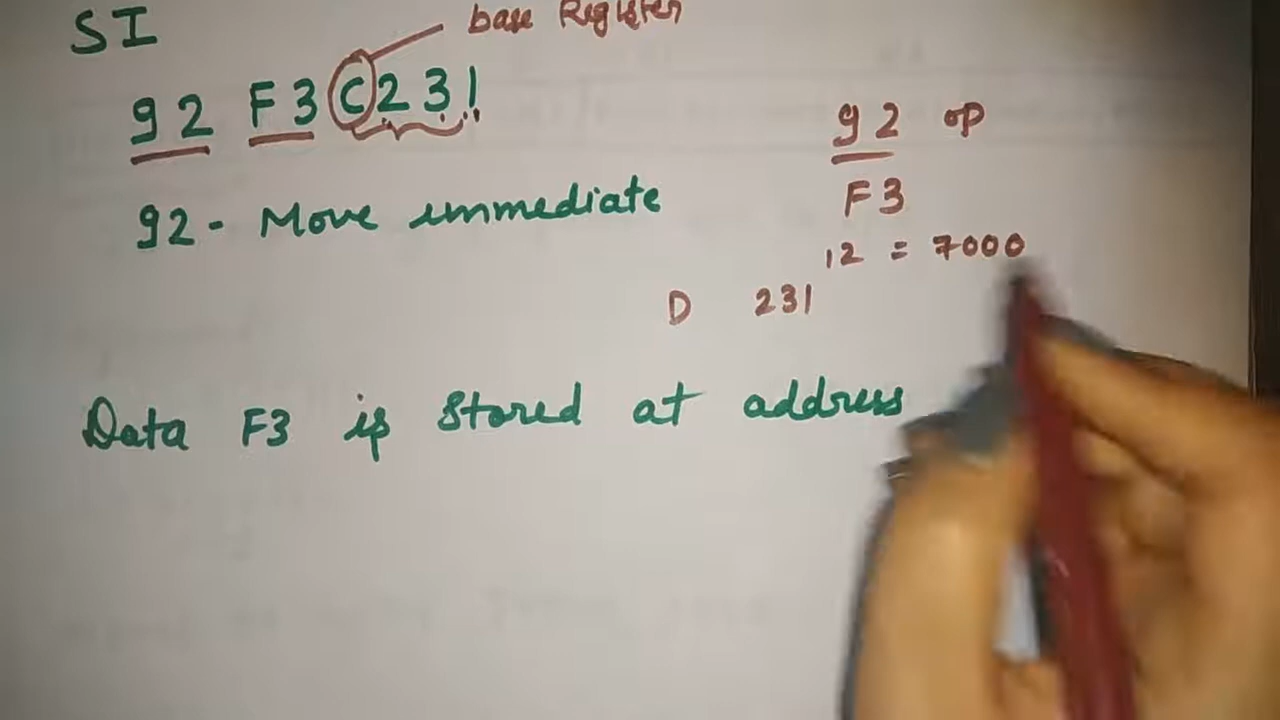 base Register
SI
92 F3 C231
92 op
F3
92 - Move immediate
12 = 7000
D 231
Data F3 is stored at address